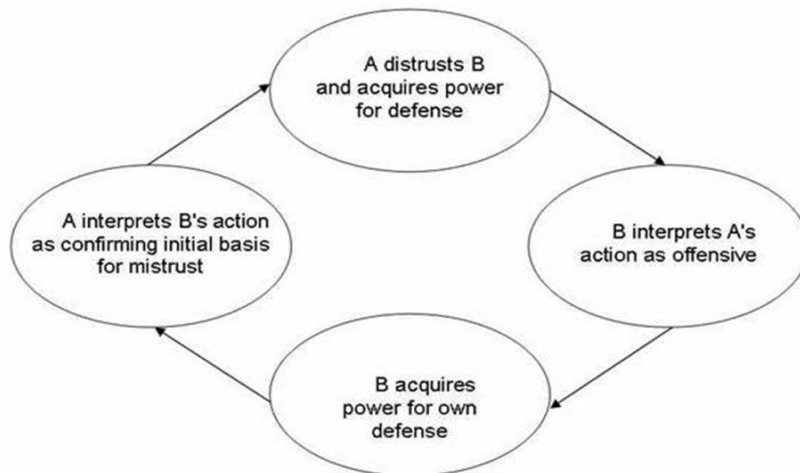 A distrusts B
and acquires power
for defense
A interprets B's action
as confirming initial basis
for mistrust
B interprets A's
action as offensive
B acquires
power for own
defense